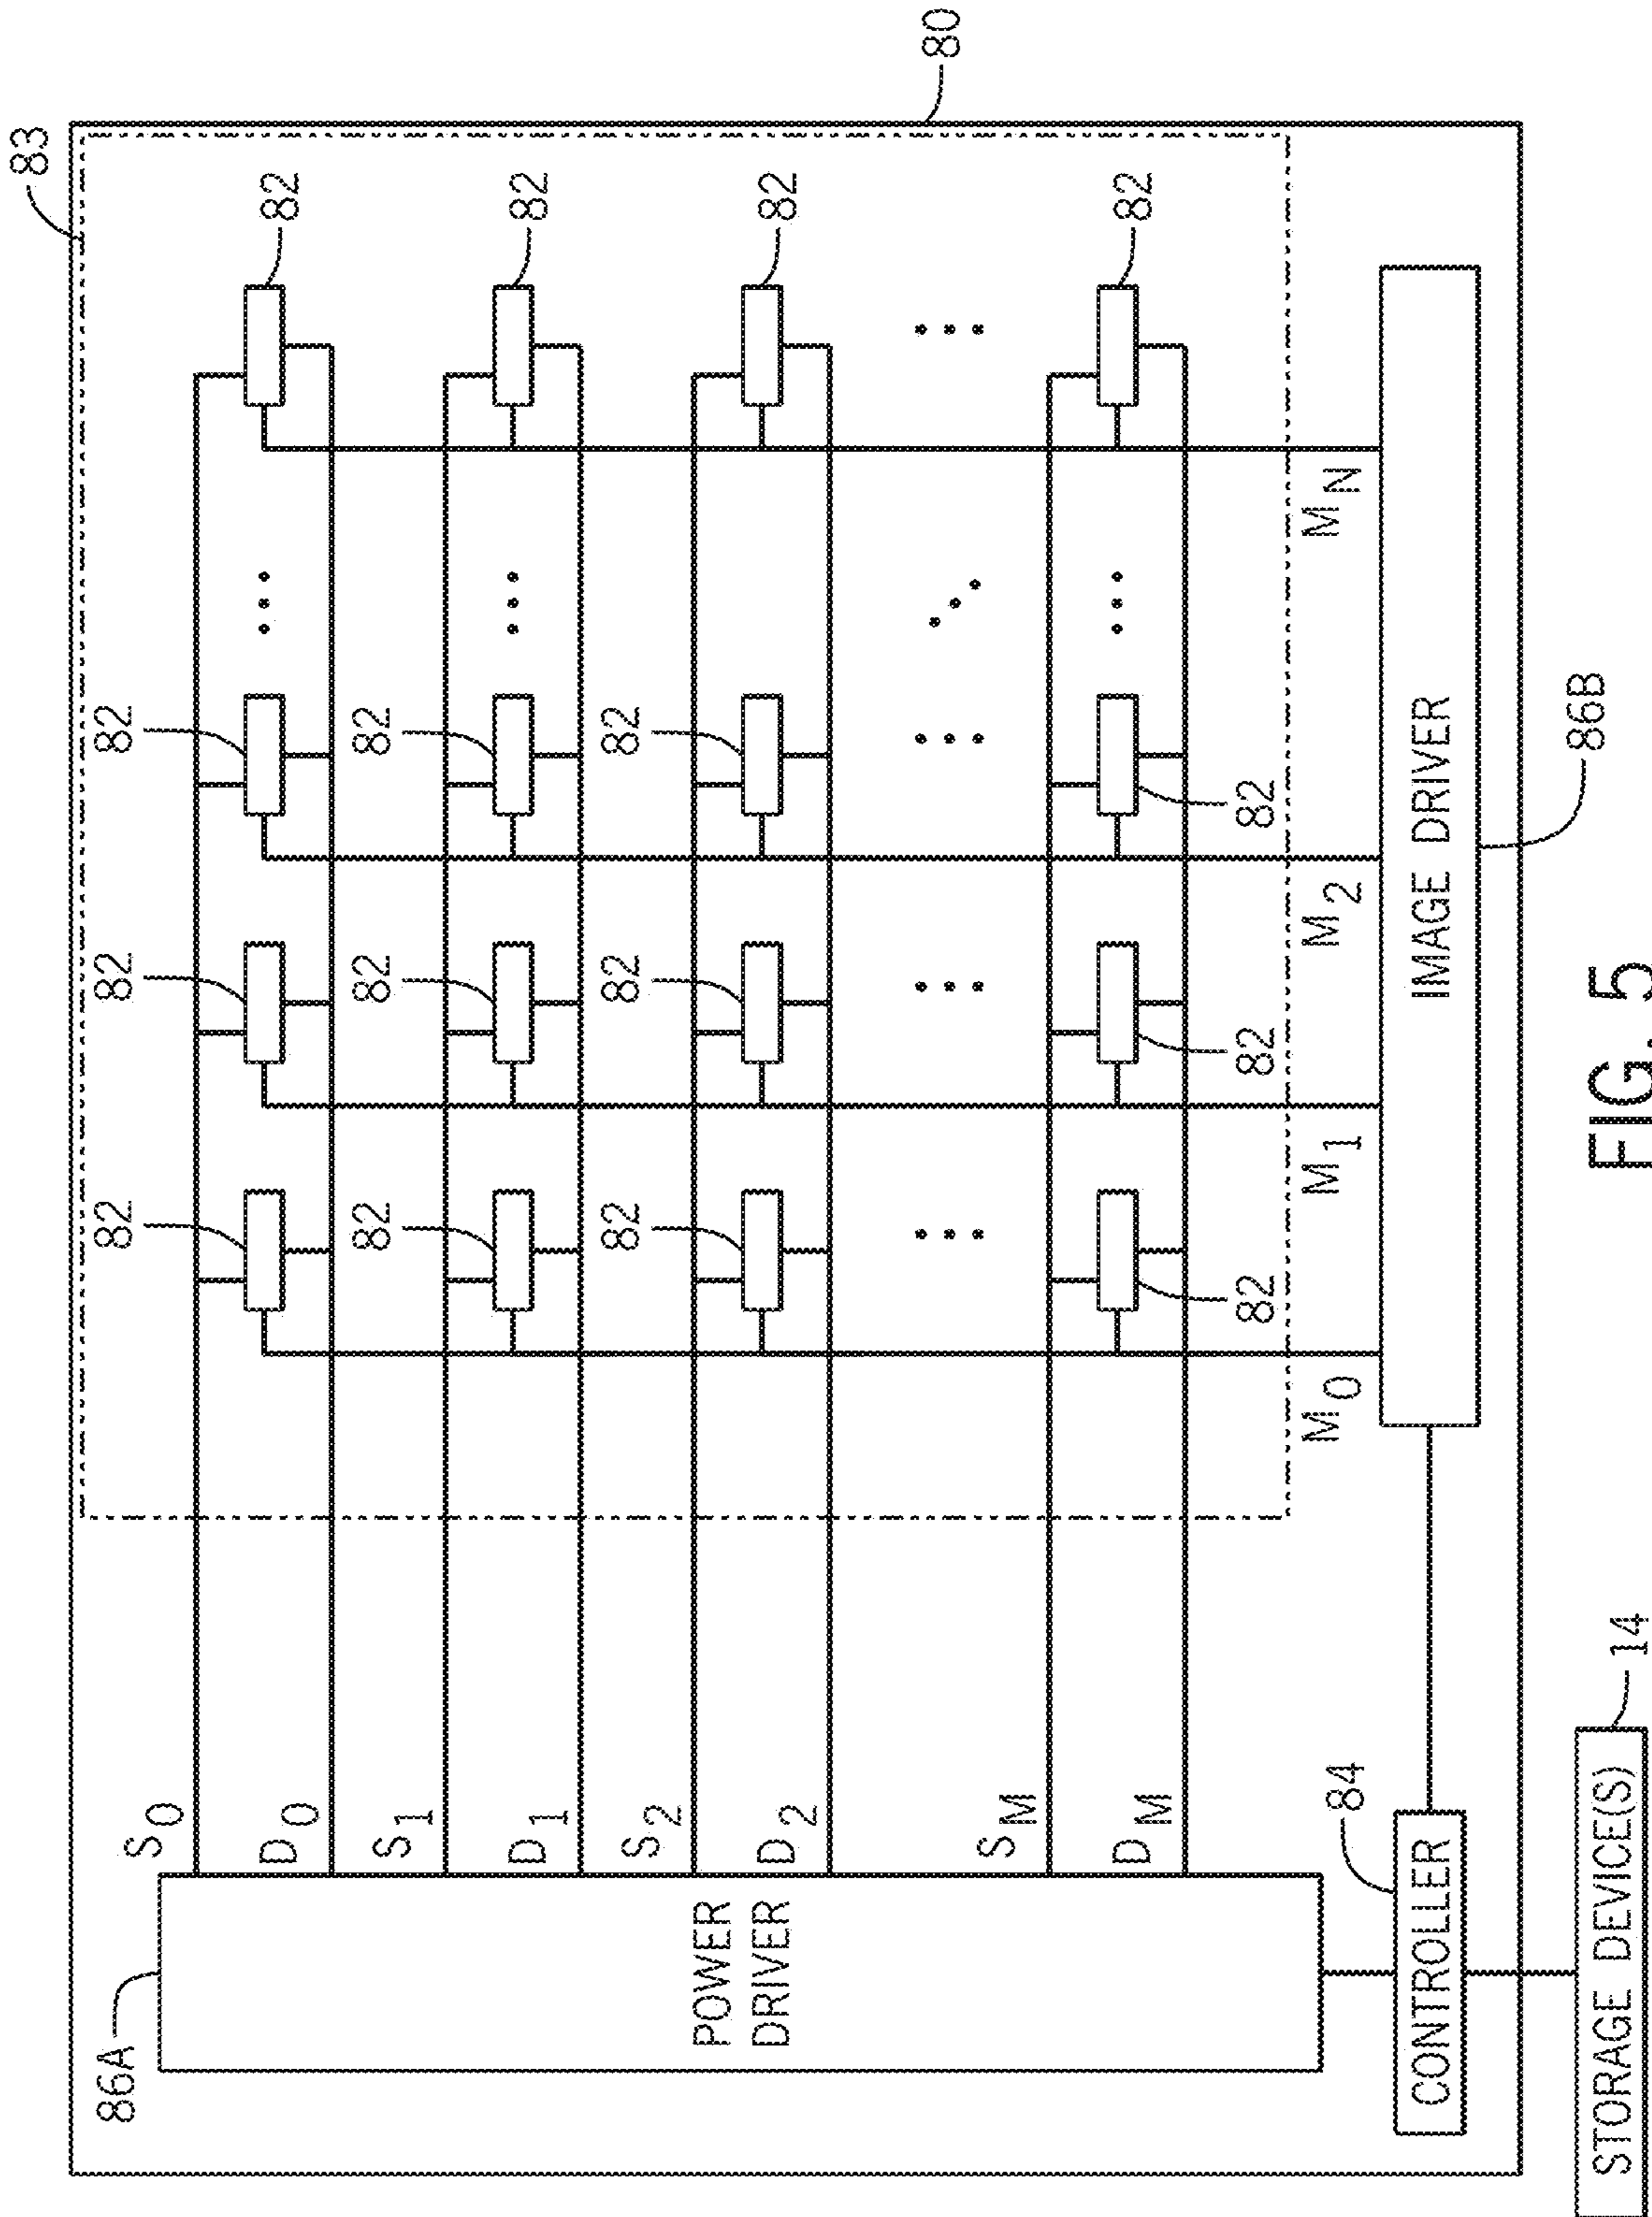 83
86A
82 82 82
S0
D0 82
82 82 82
S1
D1 82
82 82 82
S2
POWER
DRIVER
D2 82
80
SM
DM 82
82 82 82
M0 M1 M2 MN
84
CONTROLLER
IMAGE DRIVER
86B
STORAGE DEVICE(S) 14
FIG. 5